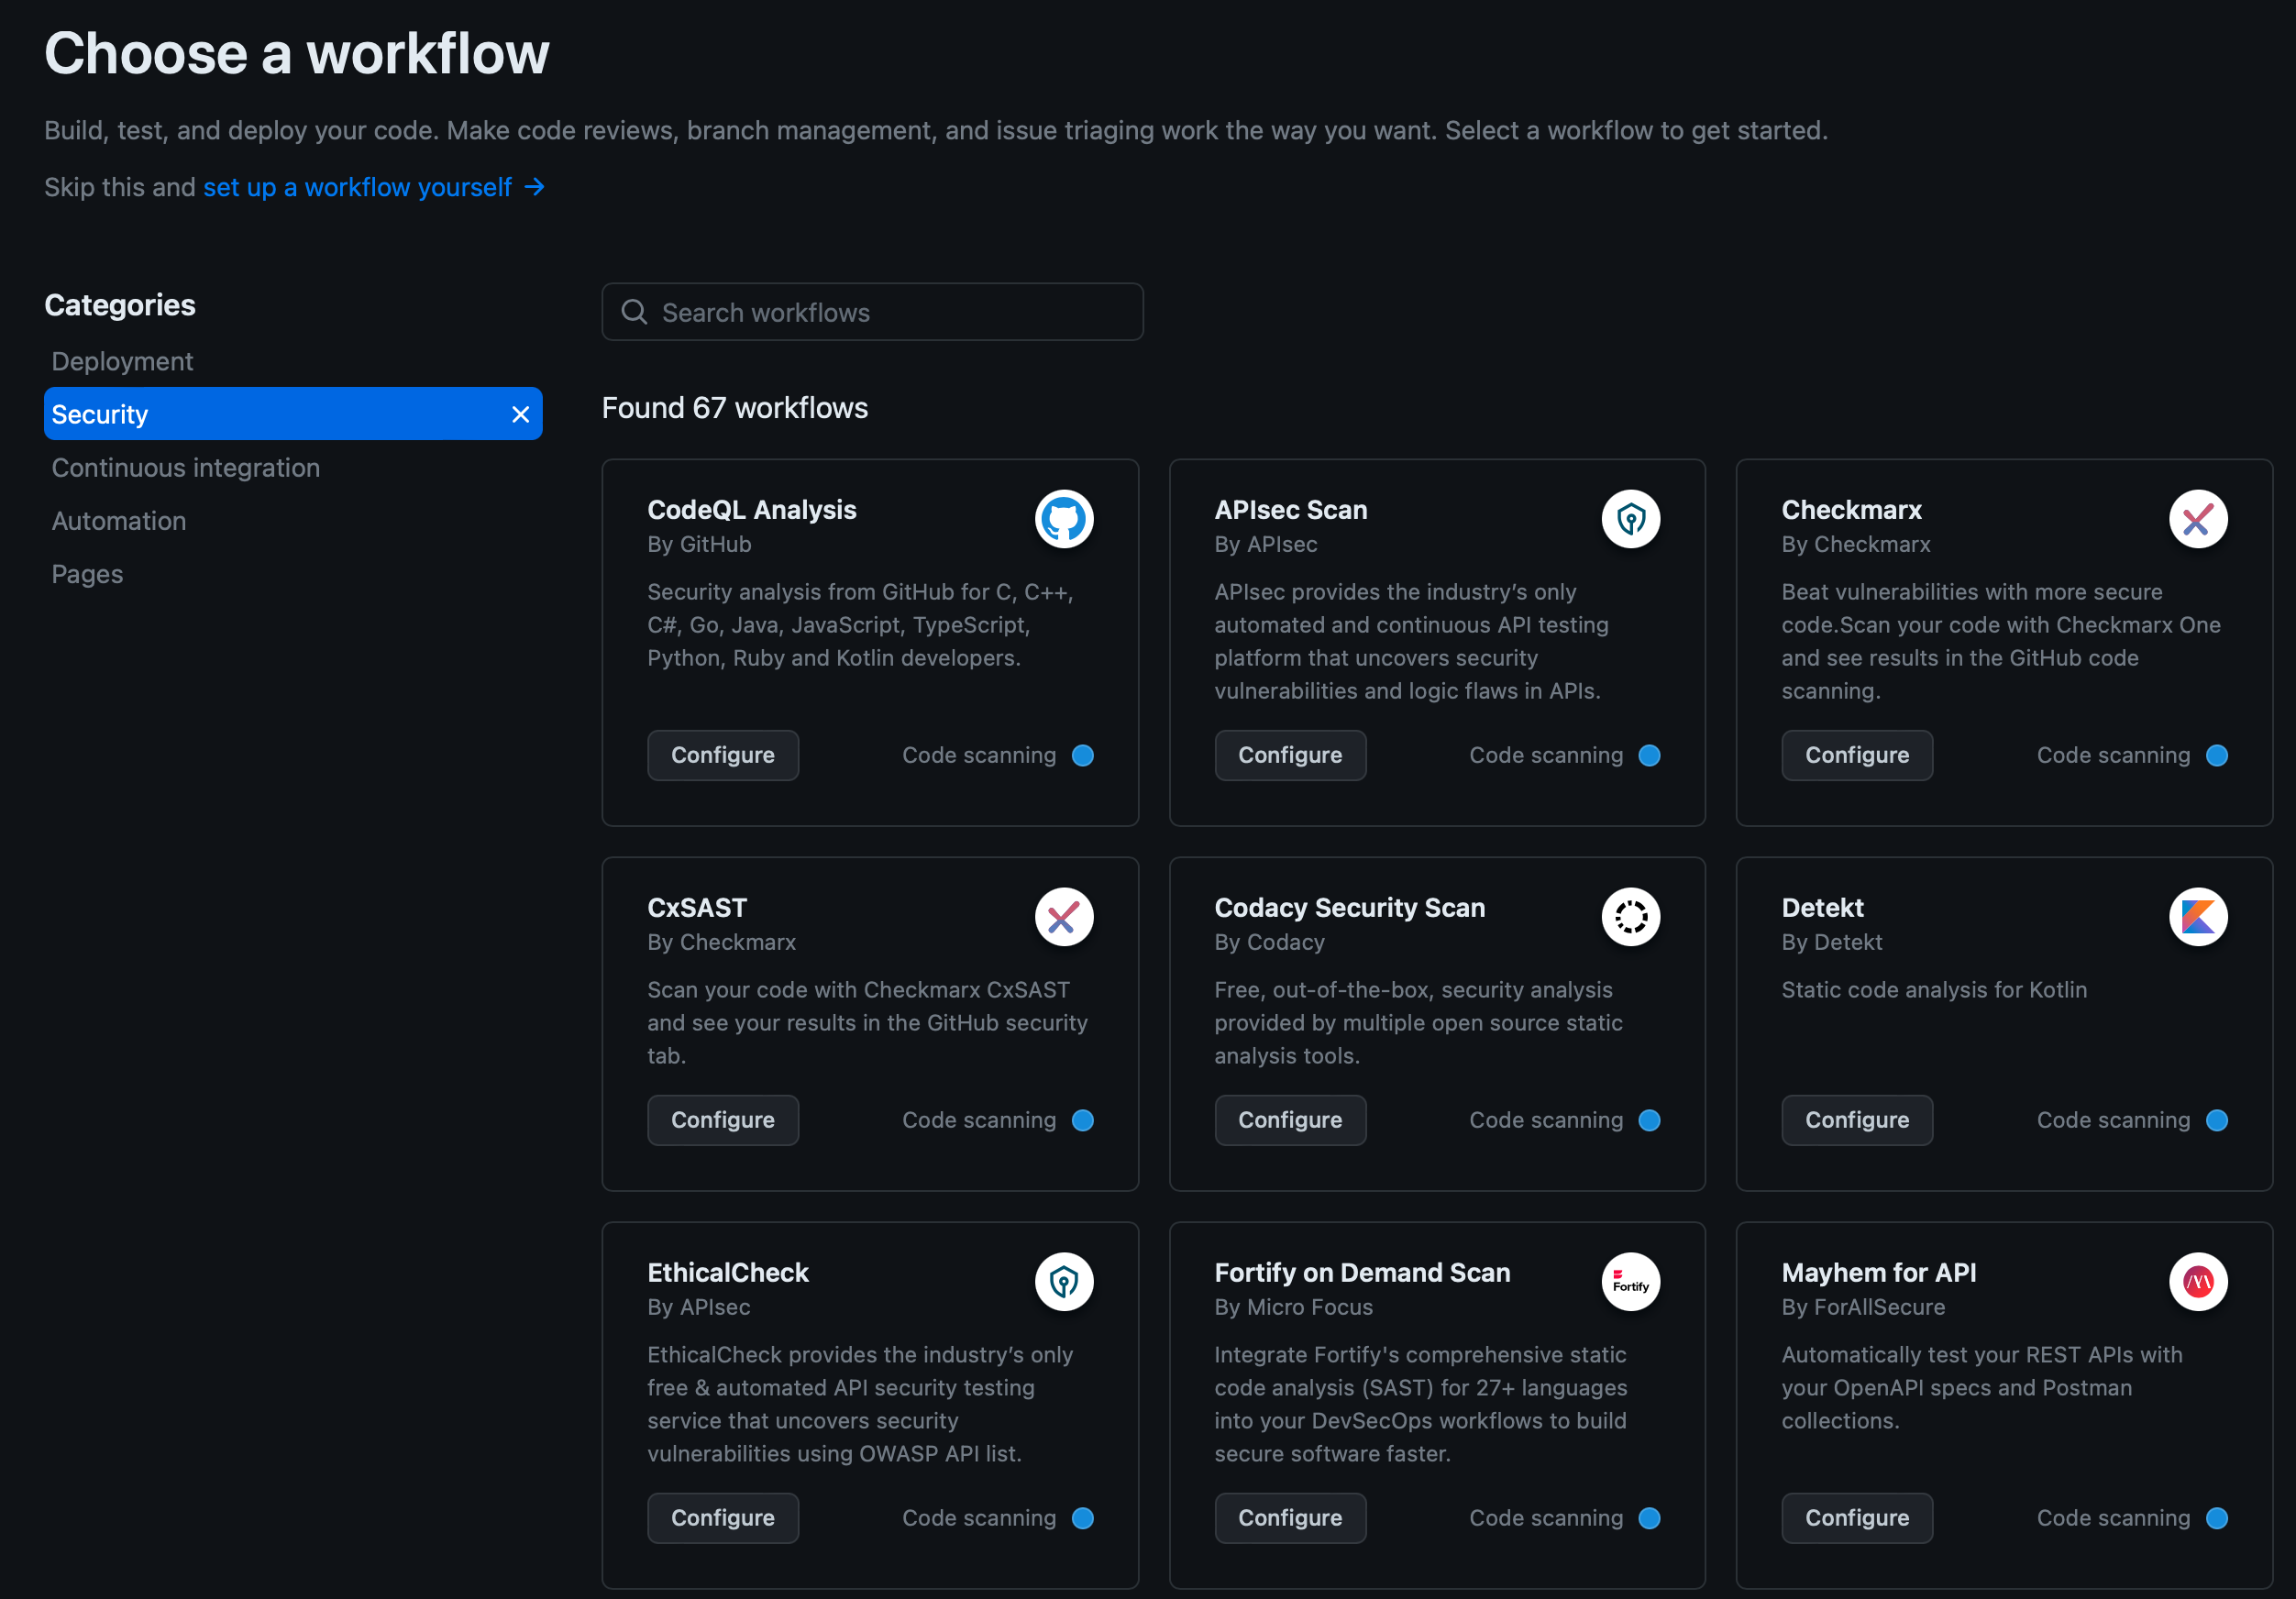 Choose a workflow
Build, test, and deploy your code. Make code reviews, branch management, and issue triaging work the way you want. Select a workflow to get started.
Skip this and set up a workflow yourself →
Categories
Deployment
Security
Continuous integration
Automation
Pages
Search workflows
Found 67 workflows
CodeQL Analysis
By GitHub
Security analysis from GitHub for C, C++,
C#, Go, Java, JavaScript, TypeScript,
Python, Ruby and Kotlin developers.
Configure
Code scanning
APIsec Scan
By APIsec
APIsec provides the industry’s only
automated and continuous API testing
platform that uncovers security
vulnerabilities and logic flaws in APIs.
Configure
Code scanning
Checkmarx
By Checkmarx
Beat vulnerabilities with more secure
code.Scan your code with Checkmarx One
and see results in the GitHub code
scanning.
Configure
Code scanning
CxSAST
By Checkmarx
Scan your code with Checkmarx CxSAST
and see your results in the GitHub security
tab.
Configure
Code scanning
Codacy Security Scan
By Codacy
Free, out-of-the-box, security analysis
provided by multiple open source static
analysis tools.
Configure
Code scanning
Detekt
By Detekt
Static code analysis for Kotlin
Configure
Code scanning
EthicalCheck
By APIsec
EthicalCheck provides the industry’s only
free & automated API security testing
service that uncovers security
vulnerabilities using OWASP API list.
Configure
Code scanning
Fortify on Demand Scan
By Micro Focus
Fortify
Integrate Fortify's comprehensive static
code analysis (SAST) for 27+ languages
into your DevSecOps workflows to build
secure software faster.
Configure
Code scanning
Mayhem for API
By ForAllSecure
Automatically test your REST APIs with
your OpenAPI specs and Postman
collections.
Configure
Code scanning